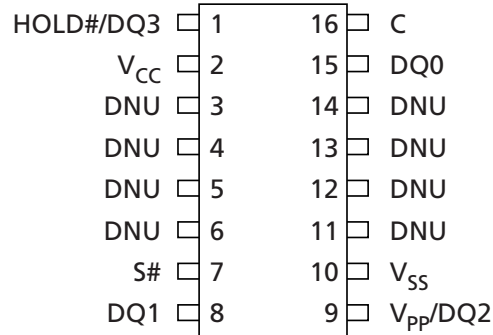 HOLD#/DQ3 1 16 C
VCC 2 15 DQ0
DNU 3 14 DNU
DNU 4 13 DNU
DNU 5 12 DNU
DNU 6 11 DNU
S# 7 10 VSS
DQ1 8 9 VPP/DQ2